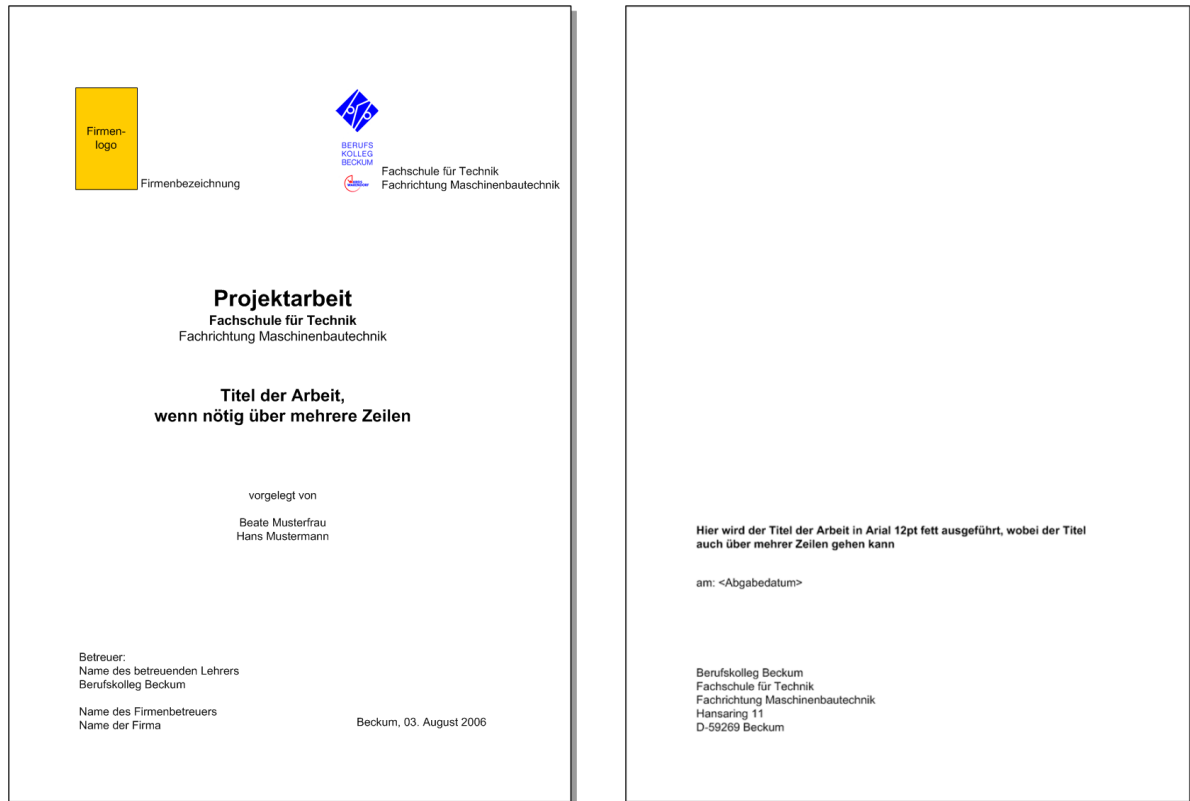 Firmen-
logo
Firmenbezeichnung
BERUFS
KOLLEG
BECKUM
Fachschule für Technik
Fachrichtung Maschinenbautechnik
Projektarbeit
Fachschule für Technik
Fachrichtung Maschinenbautechnik
Titel der Arbeit,
wenn nötig über mehrere Zeilen
vorgelegt von
Beate Musterfrau
Hans Mustermann
Betreuer:
Name des betreuenden Lehrers
Berufskolleg Beckum
Name des Firmenbetreuers
Name der Firma
Beckum, 03. August 2006
Hier wird der Titel der Arbeit in Arial 12pt fett ausgeführt, wobei der Titel
auch über mehrer Zeilen gehen kann
am: <Abgabedatum>
Berufskolleg Beckum
Fachschule für Technik
Fachrichtung Maschinenbautechnik
Hansaring 11
D-59269 Beckum